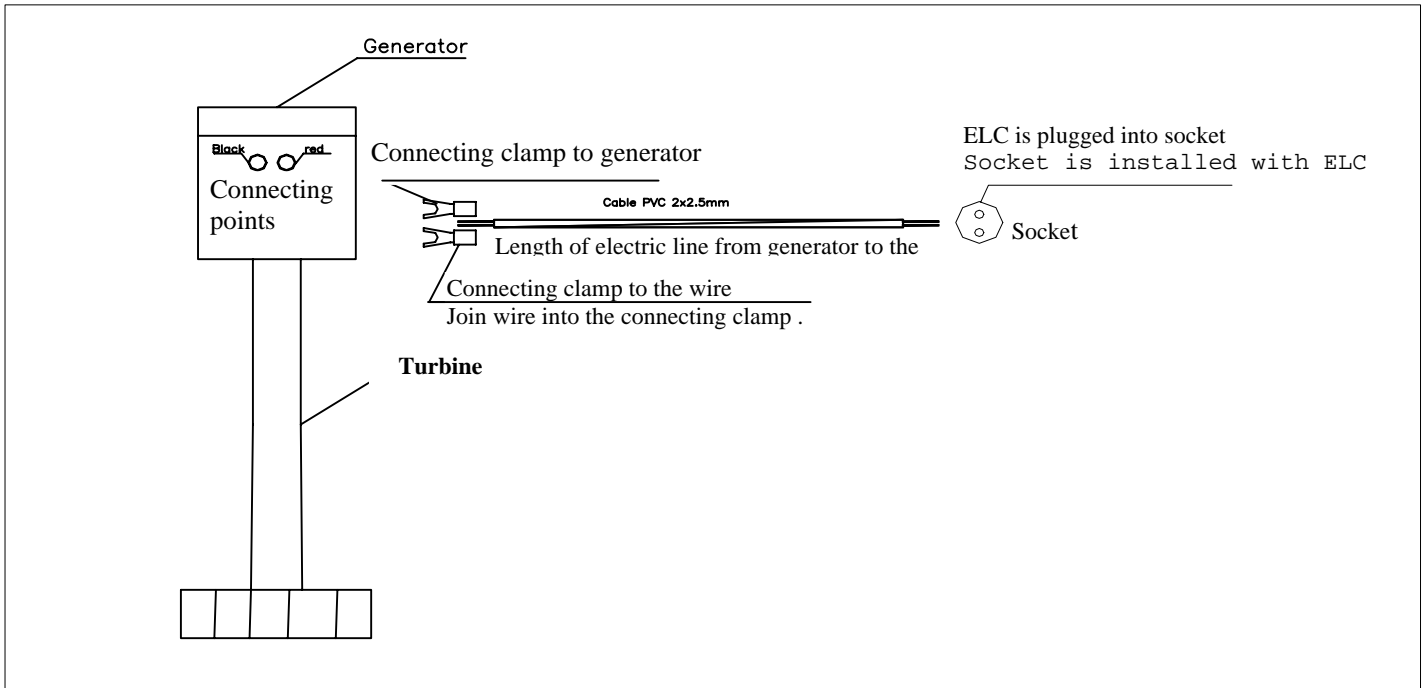 Generator
Black
red
Connecting
points
Connecting clamp to generator
Cable PVC 2x2.5mm
Length of electric line from generator to the
Connecting clamp to the wire
Join wire into the connecting clamp .
ELC is plugged into socket
Socket is installed with ELC
Socket
Turbine